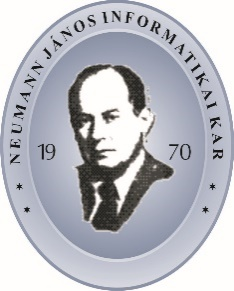 NEUMANN JÁNOS INFORMATIKAI KAR
19 70